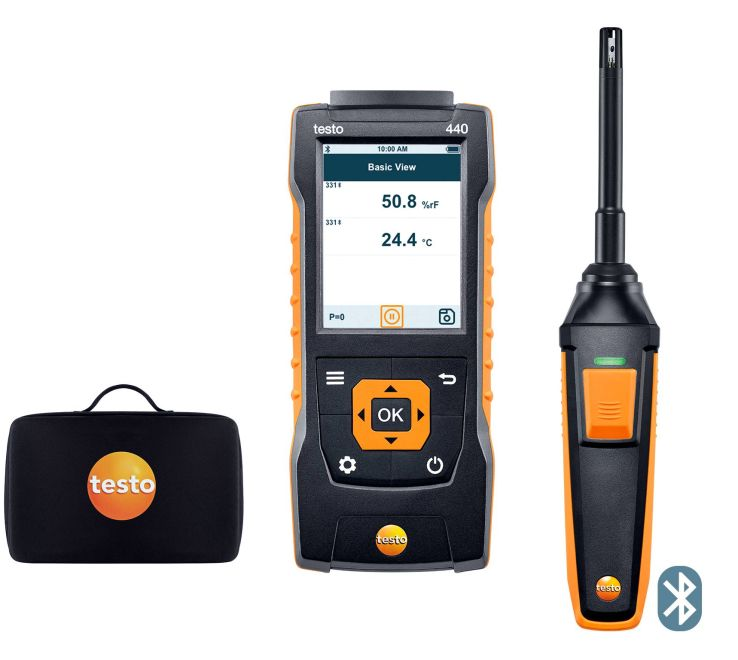 testo 440
10:00 AM
Basic View
331
50.8 %rF
331
24.4 °C
P=0
OK
testo
testo
testo